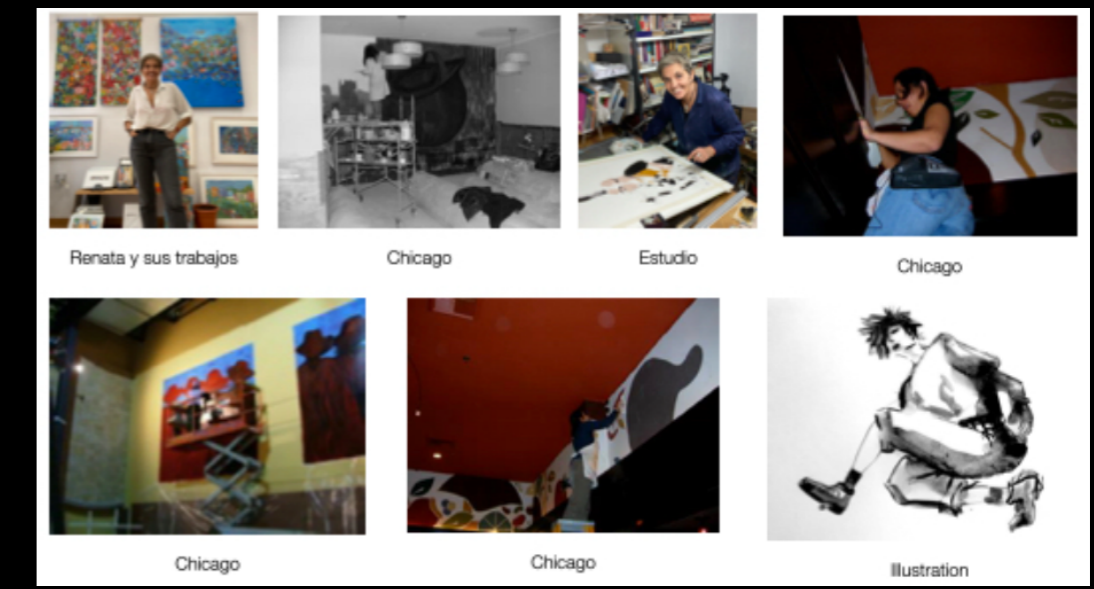 Renata y sus trabajos
Chicago
Estudio
Chicago
Chicago
Chicago
Illustration